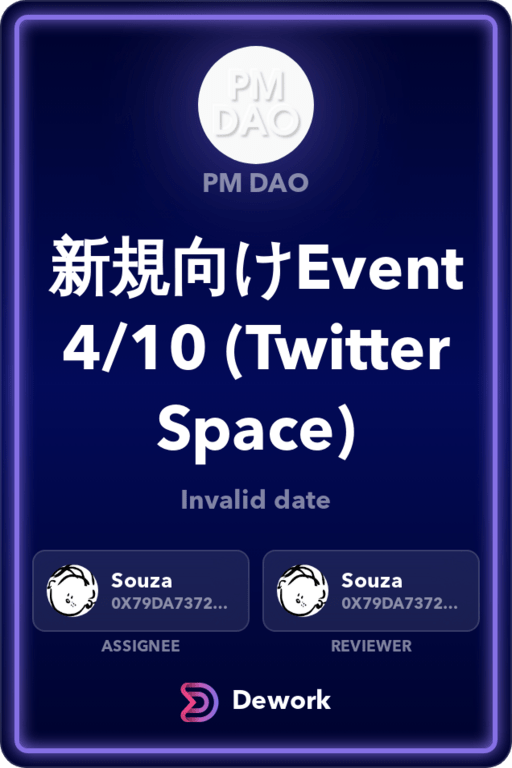 PM
DAO
PM DAO
新規向けEvent
4/10 (Twitter
Space)
Invalid date
Souza
0X79DA7372...
Souza
0X79DA7372...
ASSIGNEE
REVIEWER
Dework